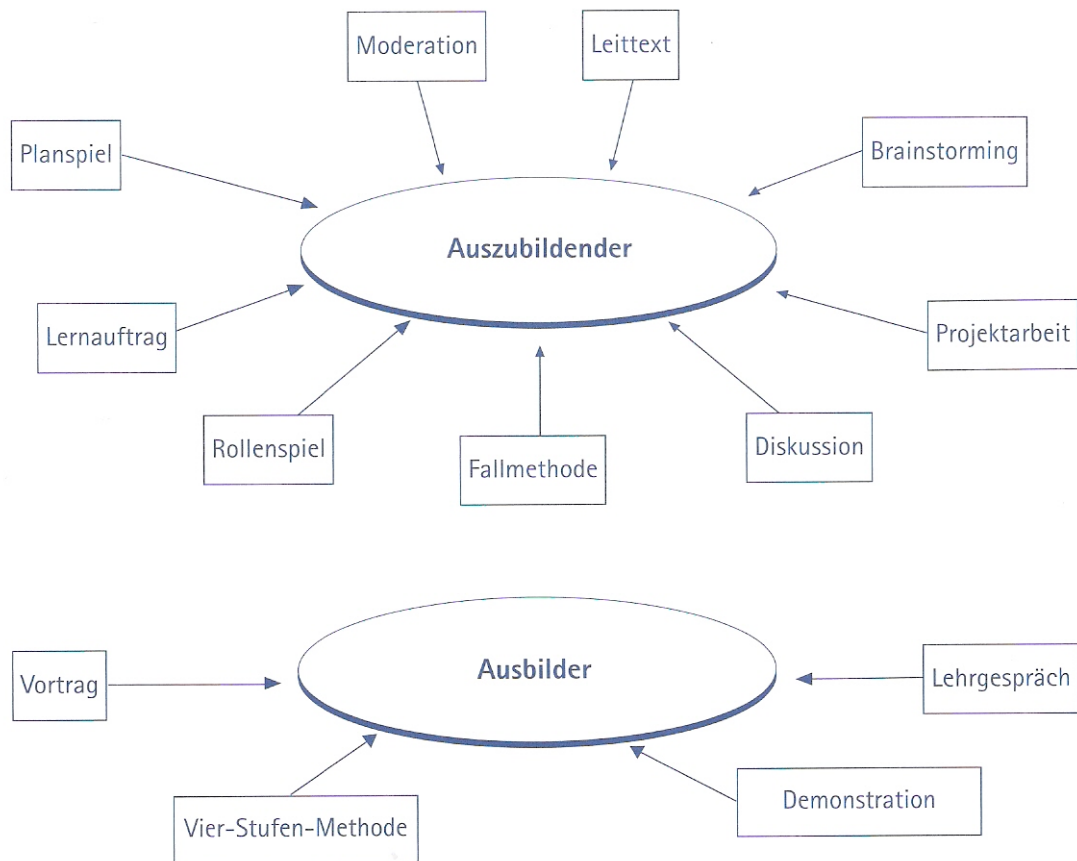 Moderation
Leittext
Planspiel
Brainstorming
Auszubildender
Lernauftrag
Projektarbeit
Rollenspiel
Fallmethode
Diskussion
Ausbilder
Vortrag
Lehrgespräch
Vier-Stufen-Methode
Demonstration